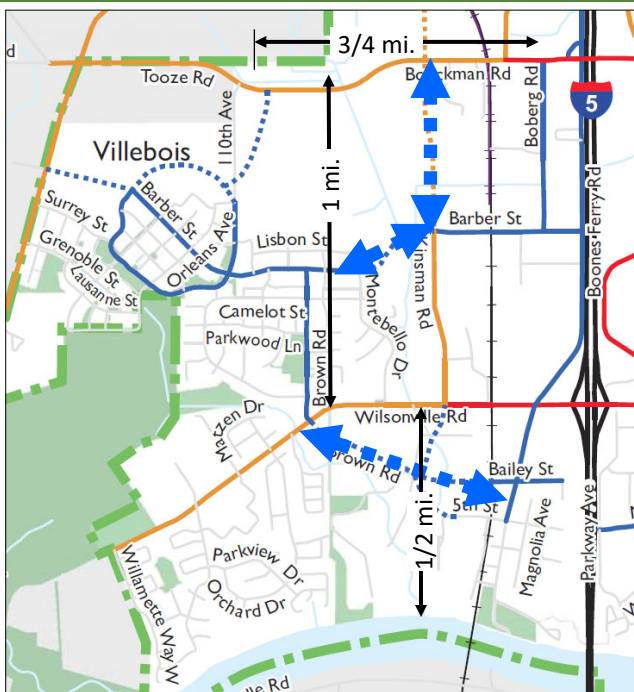 d
3/4 mi.
Tooze Rd
Boeckman Rd
Boberg Rd
5
110th Ave
Villebois
1 mi.
Boones Ferry Rd
Surrey St
Barber St
Barber St
Orleans Ave
Grenoble St
Lisbon St
Kinsman Rd
Lausanne St
Montebello Dr
Camelot St
Parkwood Ln
Brown Rd
Wilsonville Rd
Matzen Dr
Brown Rd
Bailey St
5th St
1/2 mi.
Magnolia Ave
Parkway Ave
Parkview Dr
Orchard Dr
Willamette Way W
lle Rd